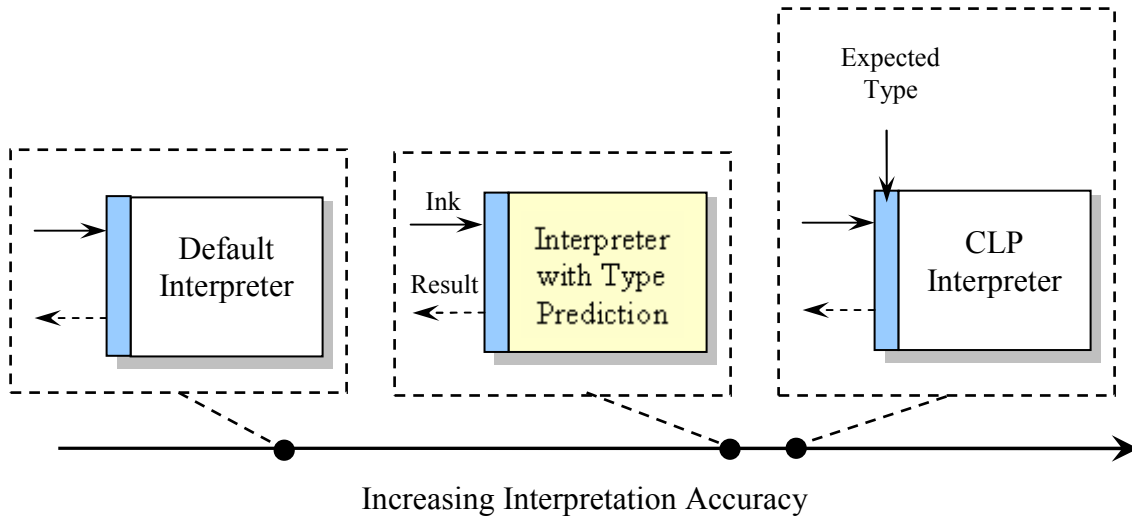 Expected
Type
Default
Interpreter
Ink
Result
Interpreter
with Type
Prediction
CLP
Interpreter
Increasing Interpretation Accuracy